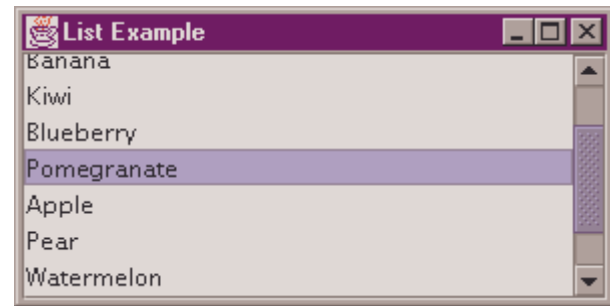 List Example
Banana
Kiwi
Blueberry
Pomegranate
Apple
Pear
Watermelon